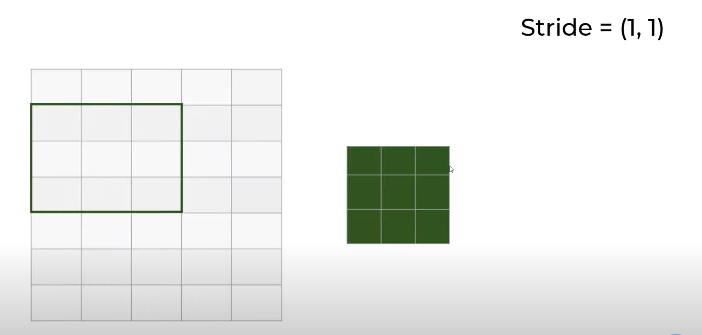 Stride = (1, 1)